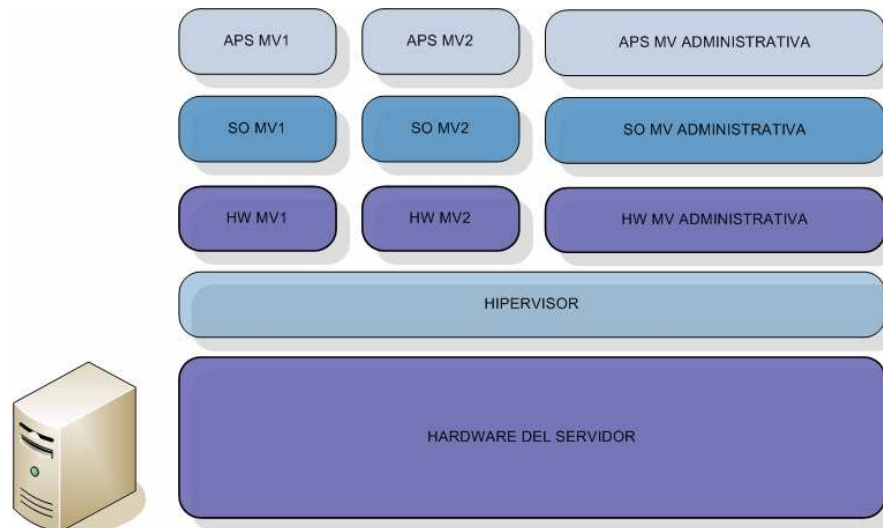 APS MV1
APS MV2
APS MV ADMINISTRATIVA
SO MV1
SO MV2
SO MV ADMINISTRATIVA
HW MV1
HW MV2
HW MV ADMINISTRATIVA
HIPERVISOR
HARDWARE DEL SERVIDOR